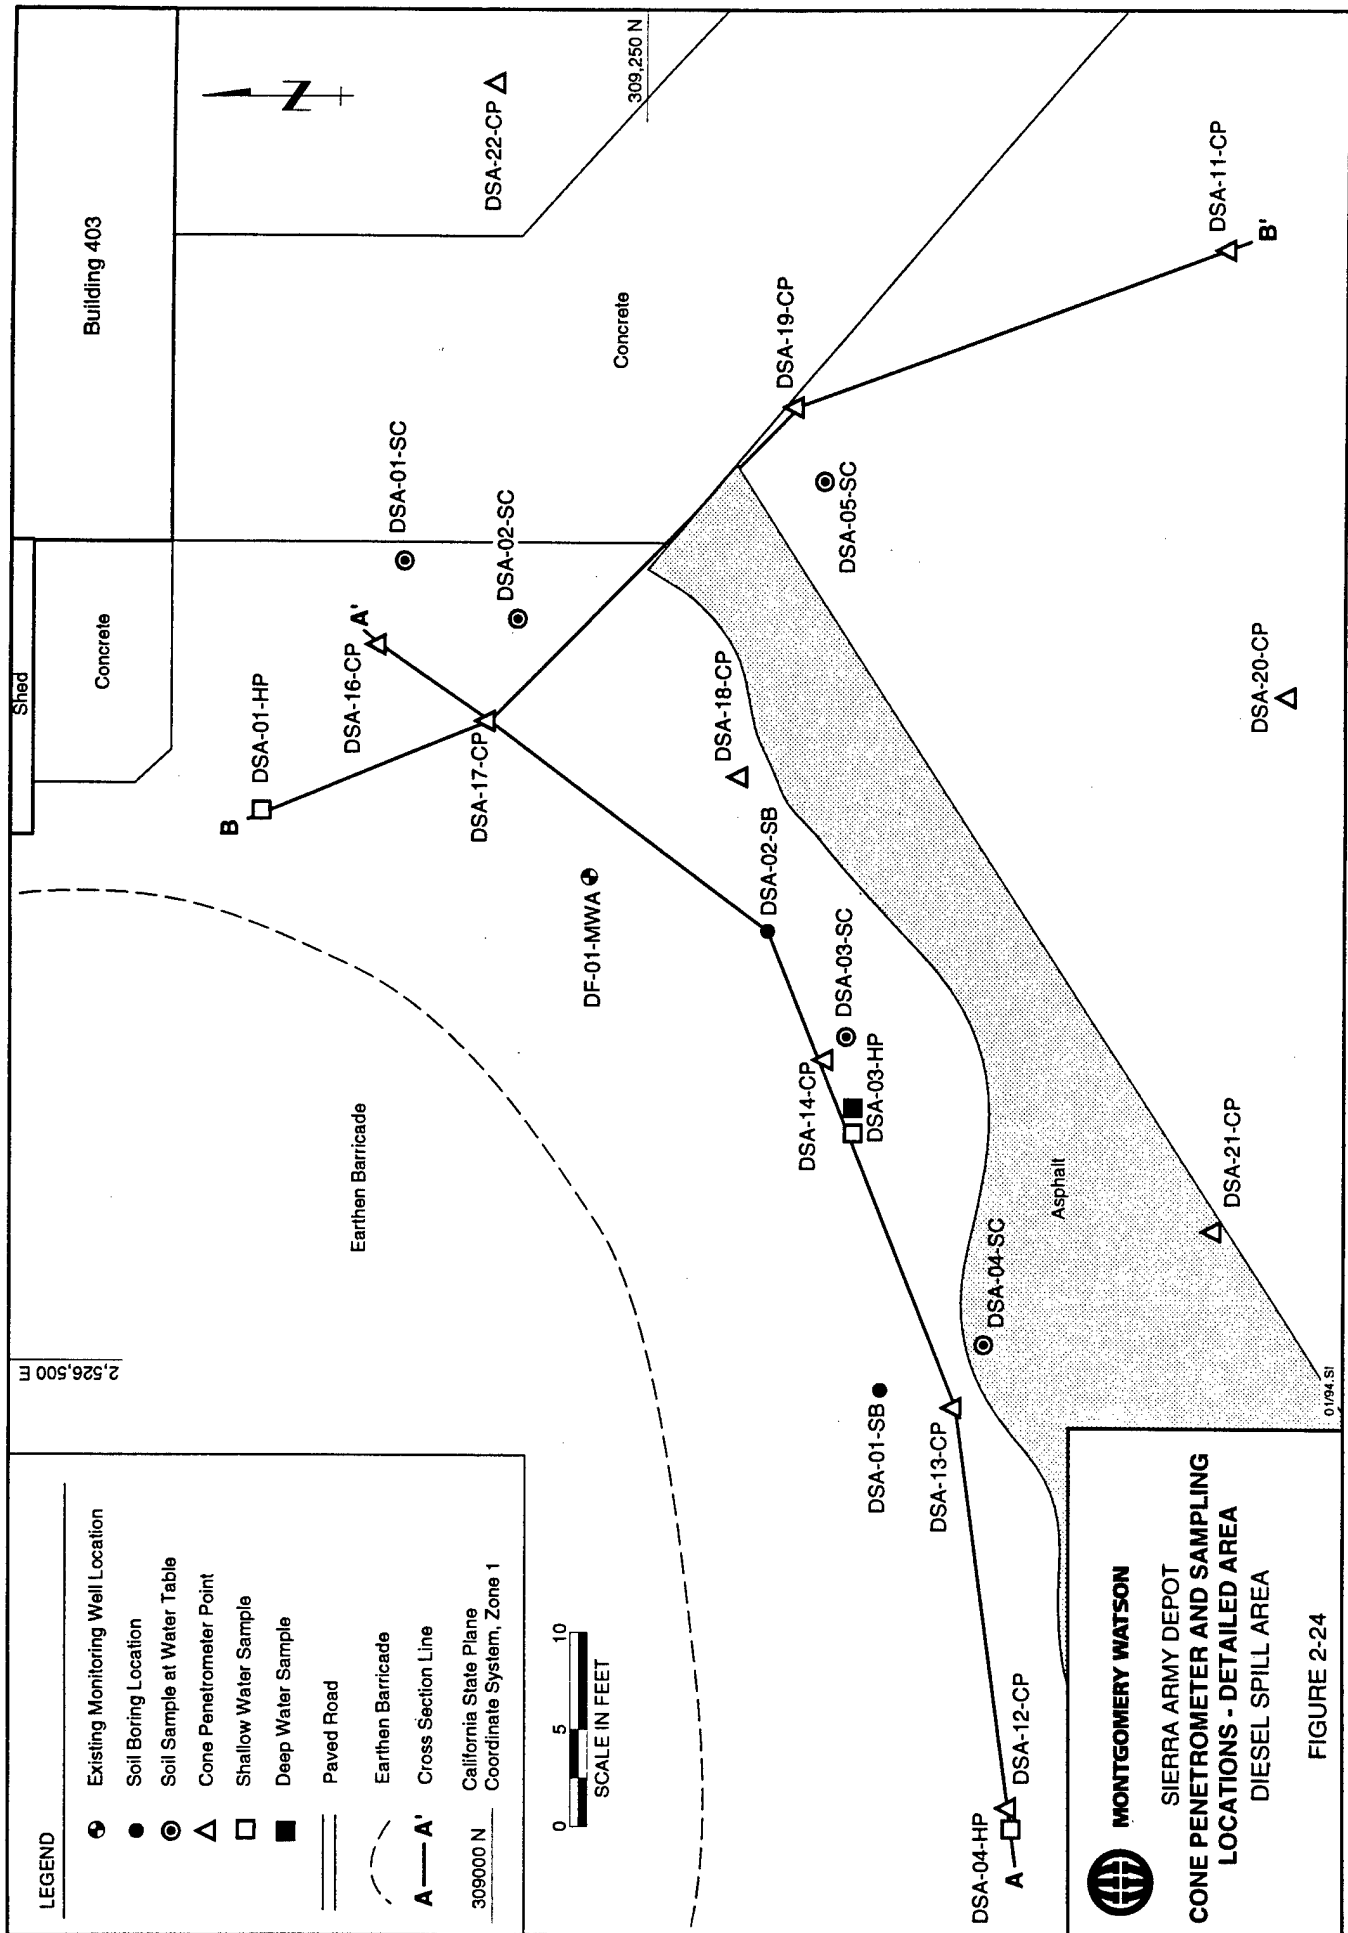 LEGEND
Existing Monitoring Well Location
Soil Boring Location
Soil Sample at Water Table
Cone Penetrometer Point
Shallow Water Sample
Deep Water Sample
Paved Road
Earthen Barricade
A A' Cross Section Line
309000 N California State Plane
Coordinate System, Zone 1
0 5 10
SCALE IN FEET
2,526,500 E
Earthen Barricade
Shed
Concrete
Building 403
N
DSA-22-CP
309,250 N
Concrete
DSA-01-HP
B
DSA-16-CP
A'
DSA-01-SC
DSA-02-SC
DSA-17-CP
DF-01-MWA
DSA-18-CP
DSA-02-SB
DSA-19-CP
DSA-05-SC
DSA-11-CP
B'
DSA-14-CP
DSA-03-SC
DSA-03-HP
DSA-01-SB
DSA-13-CP
DSA-04-SC
Asphalt
DSA-21-CP
DSA-20-CP
DSA-04-HP
A
DSA-12-CP
MONTGOMERY WATSON
SIERRA ARMY DEPOT
CONE PENETROMETER AND SAMPLING
LOCATIONS - DETAILED AREA
DIESEL SPILL AREA
FIGURE 2-24
01/94.SI